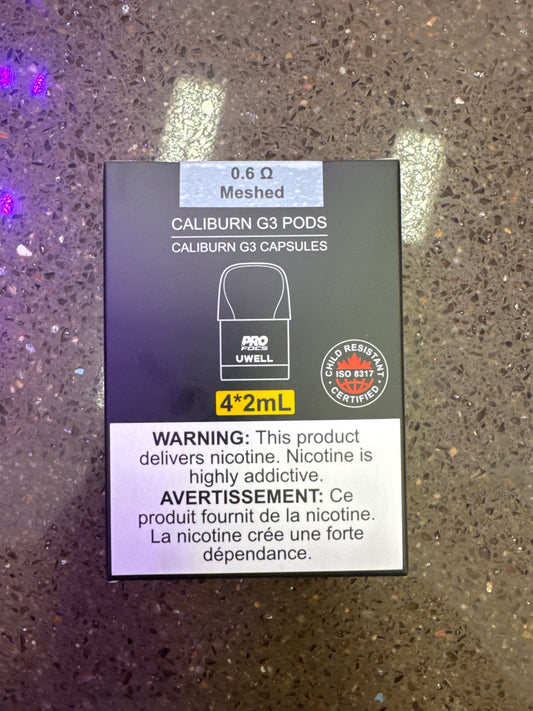 0.6 Ω
Meshed
CALIBURN G3 PODS
CALIBURN G3 CAPSULES
PRO
FOCS
UWELL
CHILD RESISTANT
ISO 8317
CERTIFIED
4*2mL
WARNING: This product
delivers nicotine. Nicotine is
highly addictive.
AVERTISSEMENT: Ce
produit fournit de la nicotine.
La nicotine crée une forte
dépendance.